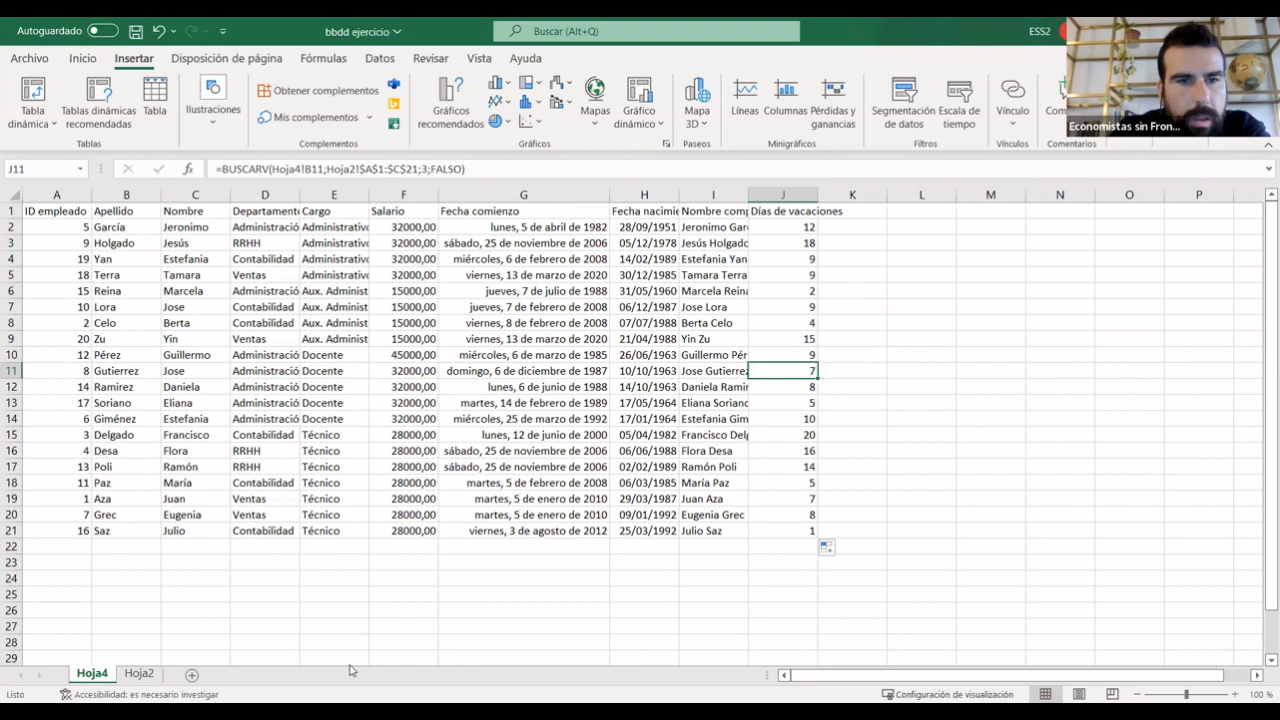 Autoguardado bbdd ejercicio Buscar (Alt+Q) ESS2
Archivo Inicio Insertar Disposición de página Fórmulas Datos Revisar Vista Ayuda
Tabla dinámica Tablas dinámicas recomendadas Tabla Ilustraciones Obtener complementos Mis complementos Gráficos recomendados Mapas Gráfico dinámico Mapa 3D Líneas Columnas Pérdidas y ganancias Segmentación de datos Escala de tiempo Vínculo
Economistas sin Fron...
Tablas Complementos Gráficos Paseos Minigráficos Filtros Vínculos Comentarios
J11 fx =BUSCARV(Hoja4!B11;Hoja2!$A$1:$C$21;3;FALSO)
A B C D E F G H I J K L M N O P
1 ID empleado Apellido Nombre Departamento Cargo Salario Fecha comienzo Fecha nacimie Nombre comp Días de vacaciones
2 5 García Jeronimo Administració Administrativo 32000,00 lunes, 5 de abril de 1982 28/09/1951 Jeronimo Gar 12
3 9 Holgado Jesús RRHH Administrativo 32000,00 sábado, 25 de noviembre de 2006 05/12/1978 Jesús Holgado 18
4 19 Yan Estefania Contabilidad Administrativo 32000,00 miércoles, 6 de febrero de 2008 14/02/1989 Estefania Yan 9
5 18 Terra Tamara Ventas Administrativo 32000,00 viernes, 13 de marzo de 2020 30/12/1985 Tamara Terra 9
6 15 Reina Marcela Administració Aux. Administ 15000,00 jueves, 7 de julio de 1988 31/05/1960 Marcela Reina 2
7 10 Lora Jose Contabilidad Aux. Administ 15000,00 jueves, 7 de febrero de 2008 06/12/1987 Jose Lora 9
8 2 Celo Berta Contabilidad Aux. Administ 15000,00 viernes, 8 de febrero de 2008 07/07/1988 Berta Celo 4
9 20 Zu Yin Ventas Aux. Administ 15000,00 viernes, 13 de marzo de 2020 21/04/1988 Yin Zu 15
10 12 Pérez Guillermo Administració Docente 45000,00 miércoles, 6 de marzo de 1985 26/06/1963 Guillermo Pér 9
11 8 Gutierrez Jose Administració Docente 32000,00 domingo, 6 de diciembre de 1987 10/10/1963 Jose Gutierrez 7
12 14 Ramirez Daniela Administració Docente 32000,00 lunes, 6 de junio de 1988 14/10/1963 Daniela Ramir 8
13 17 Soriano Eliana Administració Docente 32000,00 martes, 14 de febrero de 1989 17/05/1964 Eliana Soriano 5
14 6 Giménez Estefania Administració Docente 32000,00 miércoles, 25 de marzo de 1992 17/01/1964 Estefania Gim 10
15 3 Delgado Francisco Contabilidad Técnico 28000,00 lunes, 12 de junio de 2000 05/04/1982 Francisco Delg 20
16 4 Desa Flora RRHH Técnico 28000,00 sábado, 25 de noviembre de 2006 06/06/1988 Flora Desa 16
17 13 Poli Ramón RRHH Técnico 28000,00 sábado, 25 de noviembre de 2006 02/02/1989 Ramón Poli 14
18 11 Paz María Contabilidad Técnico 28000,00 martes, 5 de febrero de 2008 06/03/1985 María Paz 5
19 1 Aza Juan Ventas Técnico 28000,00 martes, 5 de enero de 2010 29/03/1987 Juan Aza 7
20 7 Grec Eugenia Ventas Técnico 28000,00 martes, 5 de enero de 2010 09/01/1992 Eugenia Grec 8
21 16 Saz Julio Contabilidad Técnico 28000,00 viernes, 3 de agosto de 2012 25/03/1992 Julio Saz 1
22
23
24
25
26
27
28
29
Hoja4 Hoja2
Listo Accesibilidad: es necesario investigar Configuración de visualización 100 %